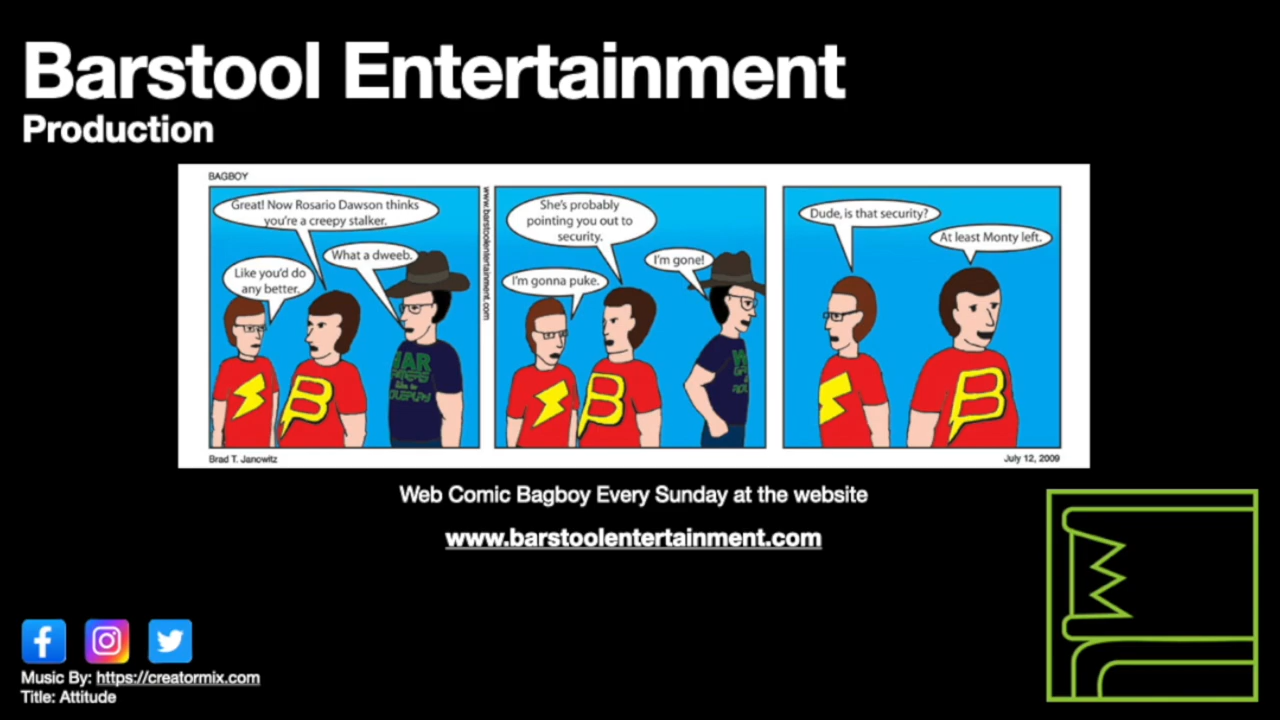 Barstool Entertainment
Production
BAGBOY
Great! Now Rosario Dawson thinks
you're a creepy stalker.
What a dweeb.
Like you'd do
any better.
B
www.barstoolentertainment.com
She's probably
pointing you out to
security.
I'm gone!
I'm gonna puke.
B
Dude, is that security?
At least Monty left.
B
Brad T. Janowitz
July 12, 2009
Web Comic Bagboy Every Sunday at the website
www.barstoolentertainment.com
Music By: https://creatormix.com
Title: Attitude